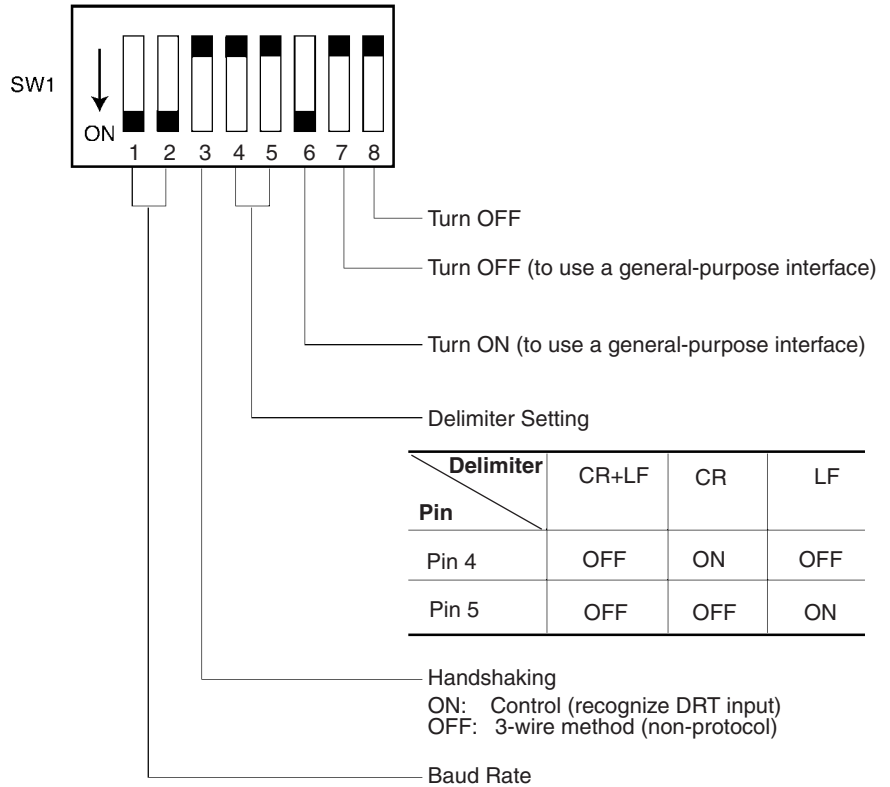 SW1
ON
1 2 3 4 5 6 7 8
Turn OFF
Turn OFF (to use a general-purpose interface)
Turn ON (to use a general-purpose interface)
Delimiter Setting
Delimiter CR+LF CR LF
Pin
Pin 4 OFF ON OFF
Pin 5 OFF OFF ON
Handshaking
ON: Control (recognize DRT input)
OFF: 3-wire method (non-protocol)
Baud Rate